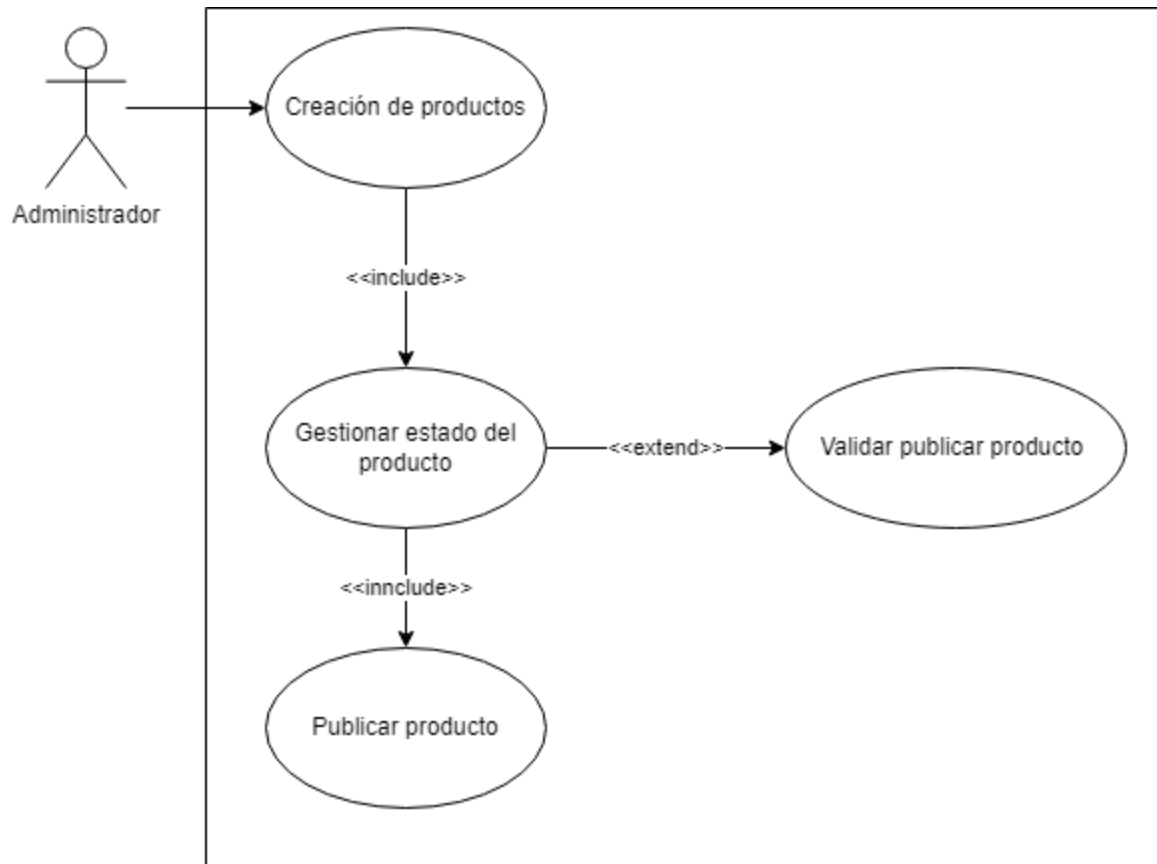 Creación de productos
Administrador
<<include>>
Gestionar estado del
producto
<<extend>>
Validar publicar producto
<<innclude>>
Publicar producto